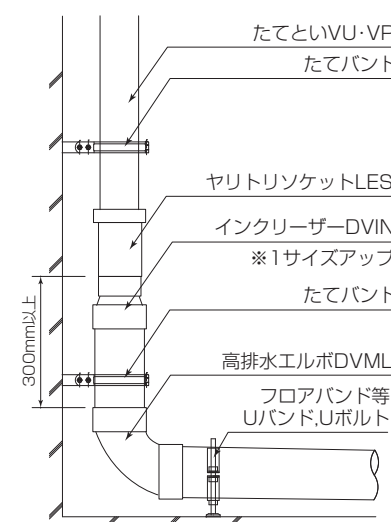 たてといVU・VP
たてバンド
ヤリトリソケットLES
インクリーザーDVIN
※1サイズアップ
たてバンド
300mm以上
高排水エルボDVML
フロアバンド等
Uバンド,Uボルト